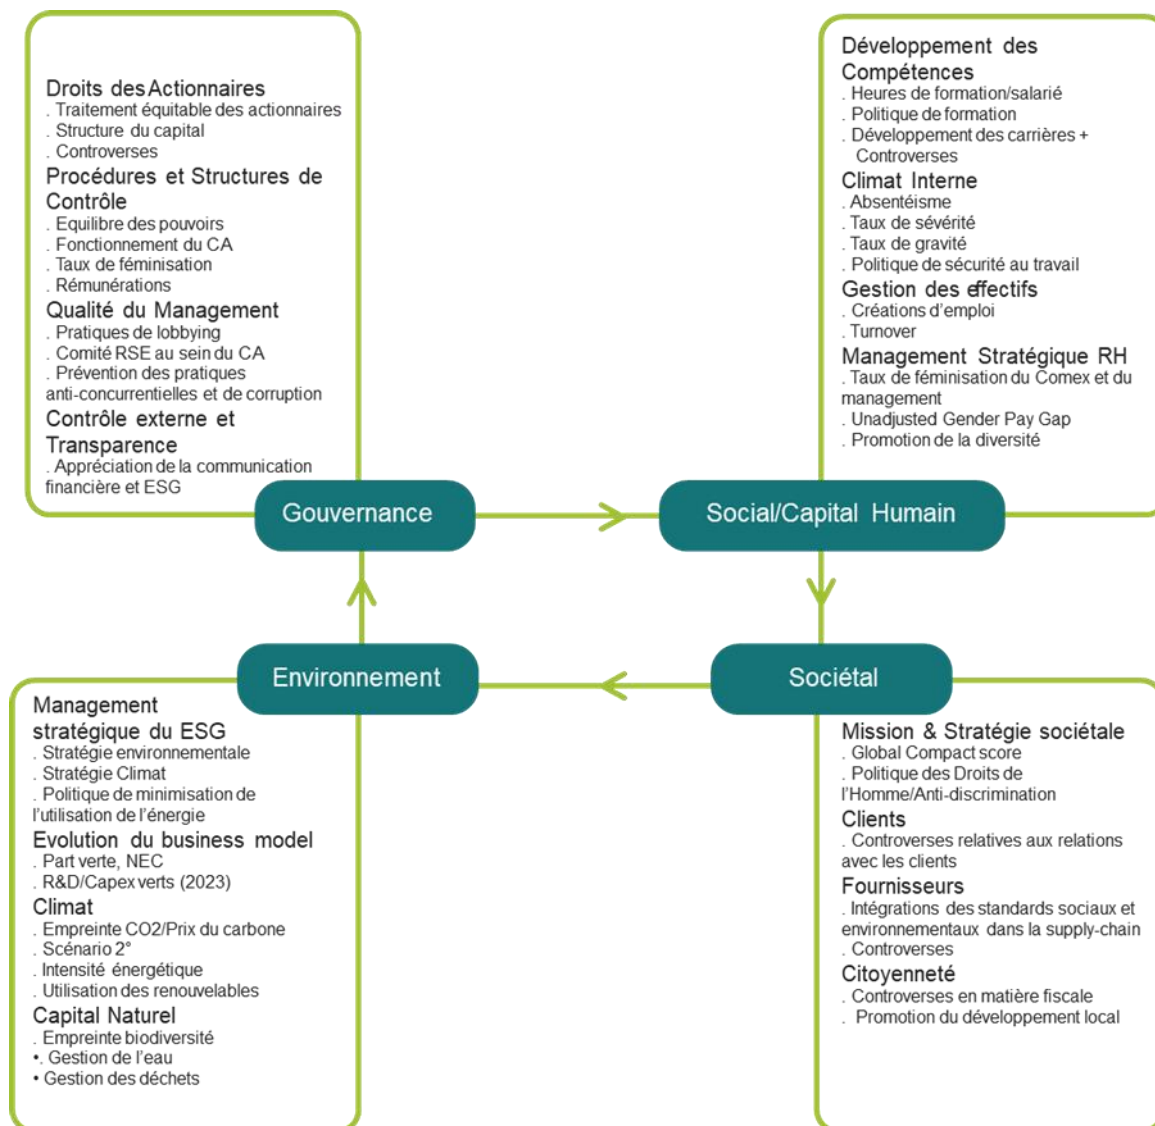 Droits des Actionnaires
. Traitement équitable des actionnaires
. Structure du capital
. Controverses
Procédures et Structures de
Contrôle
. Equilibre des pouvoirs
. Fonctionnement du CA
. Taux de féminisation
. Rémunérations
Qualité du Management
. Pratiques de lobbying
. Comité RSE au sein du CA
. Prévention des pratiques
anti-concurrentielles et de corruption
Contrôle externe et
Transparence
. Appréciation de la communication
financière et ESG
Gouvernance
Développement des
Compétences
. Heures de formation/salarié
. Politique de formation
. Développement des carrières +
Controverses
Climat Interne
. Absentéisme
. Taux de sévérité
. Taux de gravité
. Politique de sécurité au travail
Gestion des effectifs
. Créations d'emploi
. Turnover
Management Stratégique RH
. Taux de féminisation du Comex et du
management
. Unadjusted Gender Pay Gap
. Promotion de la diversité
Social/Capital Humain
Environnement
Management
stratégique du ESG
. Stratégie environnementale
. Stratégie Climat
. Politique de minimisation de
l'utilisation de l'énergie
Evolution du business model
. Part verte, NEC
. R&D/Capex verts (2023)
Climat
. Empreinte CO2/Prix du carbone
. Scénario 2°
. Intensité énergétique
. Utilisation des renouvelables
Capital Naturel
. Empreinte biodiversité
•. Gestion de l'eau
• Gestion des déchets
Sociétal
Mission & Stratégie sociétale
. Global Compact score
. Politique des Droits de
l'Homme/Anti-discrimination
Clients
. Controverses relatives aux relations
avec les clients
Fournisseurs
. Intégrations des standards sociaux et
environnementaux dans la supply-chain
. Controverses
Citoyenneté
. Controverses en matière fiscale
. Promotion du développement local